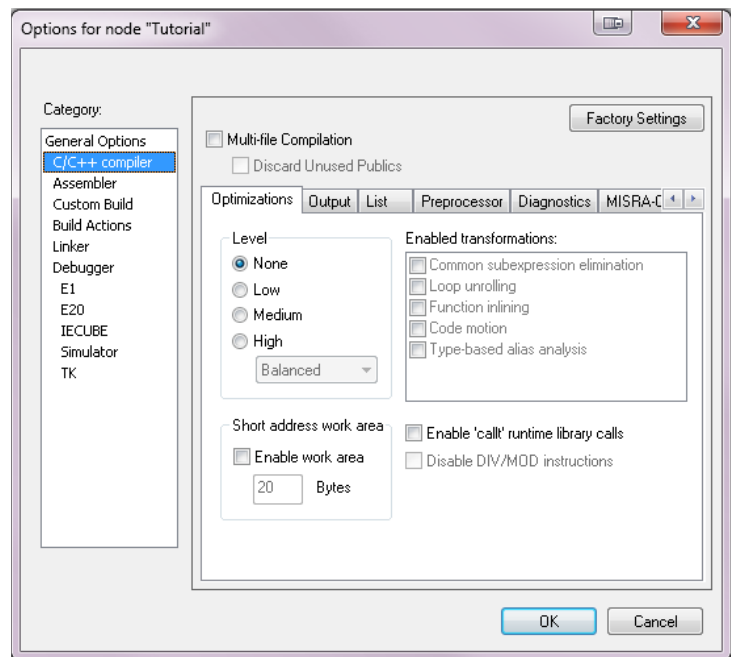 Options for node "Tutorial"
Category:
General Options
C/C++ compiler
Assembler
Custom Build
Build Actions
Linker
Debugger
E1
E20
IECUBE
Simulator
TK
Factory Settings
Multi-file Compilation
Discard Unused Publics
Optimizations Output List Preprocessor Diagnostics MISRA-C
Level
None
Low
Medium
High
Balanced
Enabled transformations:
Common subexpression elimination
Loop unrolling
Function inlining
Code motion
Type-based alias analysis
Short address work area
Enable work area
20 Bytes
Enable 'callt' runtime library calls
Disable DIV/MOD instructions
OK Cancel